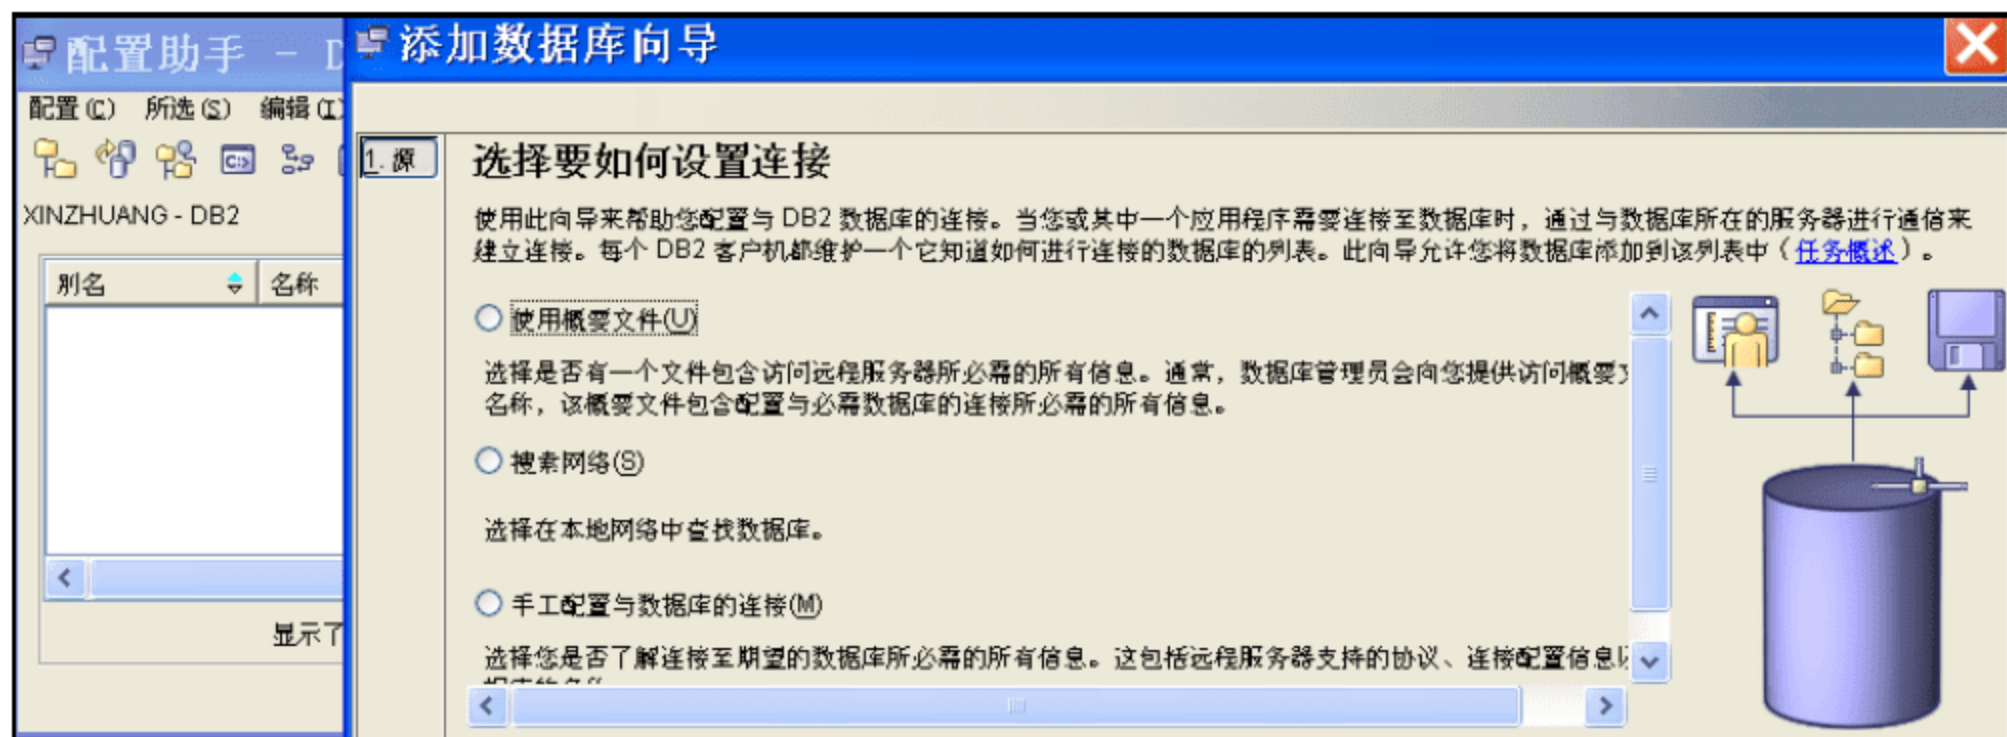 配置助手 - D
配置(C) 所选(S) 编辑(I)
XINZHUANG - DB2
别名 名称
显示了
添加数据库向导
1. 源
选择要如何设置连接
使用此向导来帮助您配置与 DB2 数据库的连接。当您或其中一个应用程序需要连接至数据库时，通过与数据库所在的服务器进行通信来
建立连接。每个 DB2 客户机都维护一个它知道如何进行连接的数据库的列表。此向导允许您将数据库添加到该列表中（任务概述）。
使用概要文件(U)
选择是否有一个文件包含访问远程服务器所必需的所有信息。通常，数据库管理员会向您提供访问概要文
名称，该概要文件包含配置与必需数据库的连接所必需的所有信息。
搜索网络(S)
选择在本地网络中查找数据库。
手工配置与数据库的连接(M)
选择您是否了解连接至期望的数据库所必需的所有信息。这包括远程服务器支持的协议、连接配置信息以